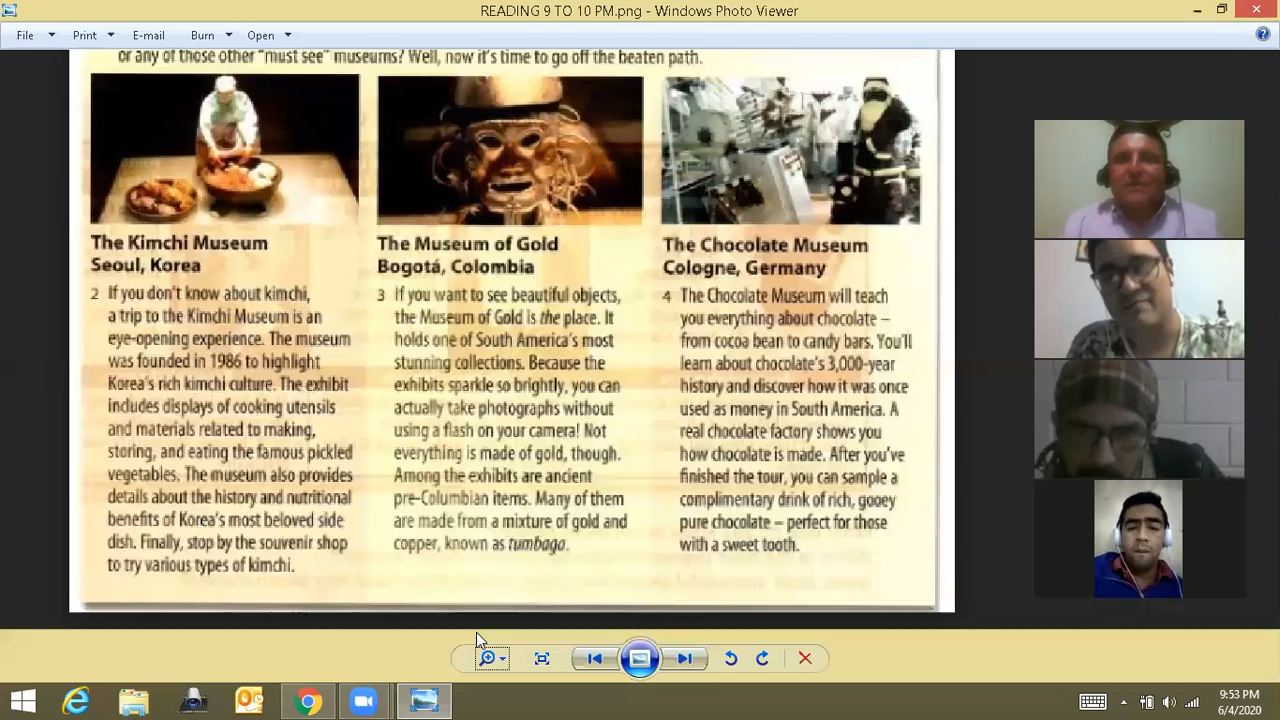 READING 9 TO 10 PM.png - Windows Photo Viewer
File Print E-mail Burn Open
or any of those other "must see" museums? Well, now it's time to go off the beaten path.
The Kimchi Museum
Seoul, Korea
2 If you don't know about kimchi,
a trip to the Kimchi Museum is an
eye-opening experience. The museum
was founded in 1986 to highlight
Korea's rich kimchi culture. The exhibit
includes displays of cooking utensils
and materials related to making,
storing, and eating the famous pickled
vegetables. The museum also provides
details about the history and nutritional
benefits of Korea's most beloved side
dish. Finally, stop by the souvenir shop
to try various types of kimchi.
The Museum of Gold
Bogotá, Colombia
3 If you want to see beautiful objects,
the Museum of Gold is the place. It
holds one of South America's most
stunning collections. Because the
exhibits sparkle so brightly, you can
actually take photographs without
using a flash on your camera! Not
everything is made of gold, though.
Among the exhibits are ancient
pre-Columbian items. Many of them
are made from a mixture of gold and
copper, known as tumbaga.
The Chocolate Museum
Cologne, Germany
4 The Chocolate Museum will teach
you everything about chocolate –
from cocoa bean to candy bars. You'll
learn about chocolate's 3,000-year
history and discover how it was once
used as money in South America. A
real chocolate factory shows you
how chocolate is made. After you've
finished the tour, you can sample a
complimentary drink of rich, gooey
pure chocolate – perfect for those
with a sweet tooth.
9:53 PM
6/4/2020